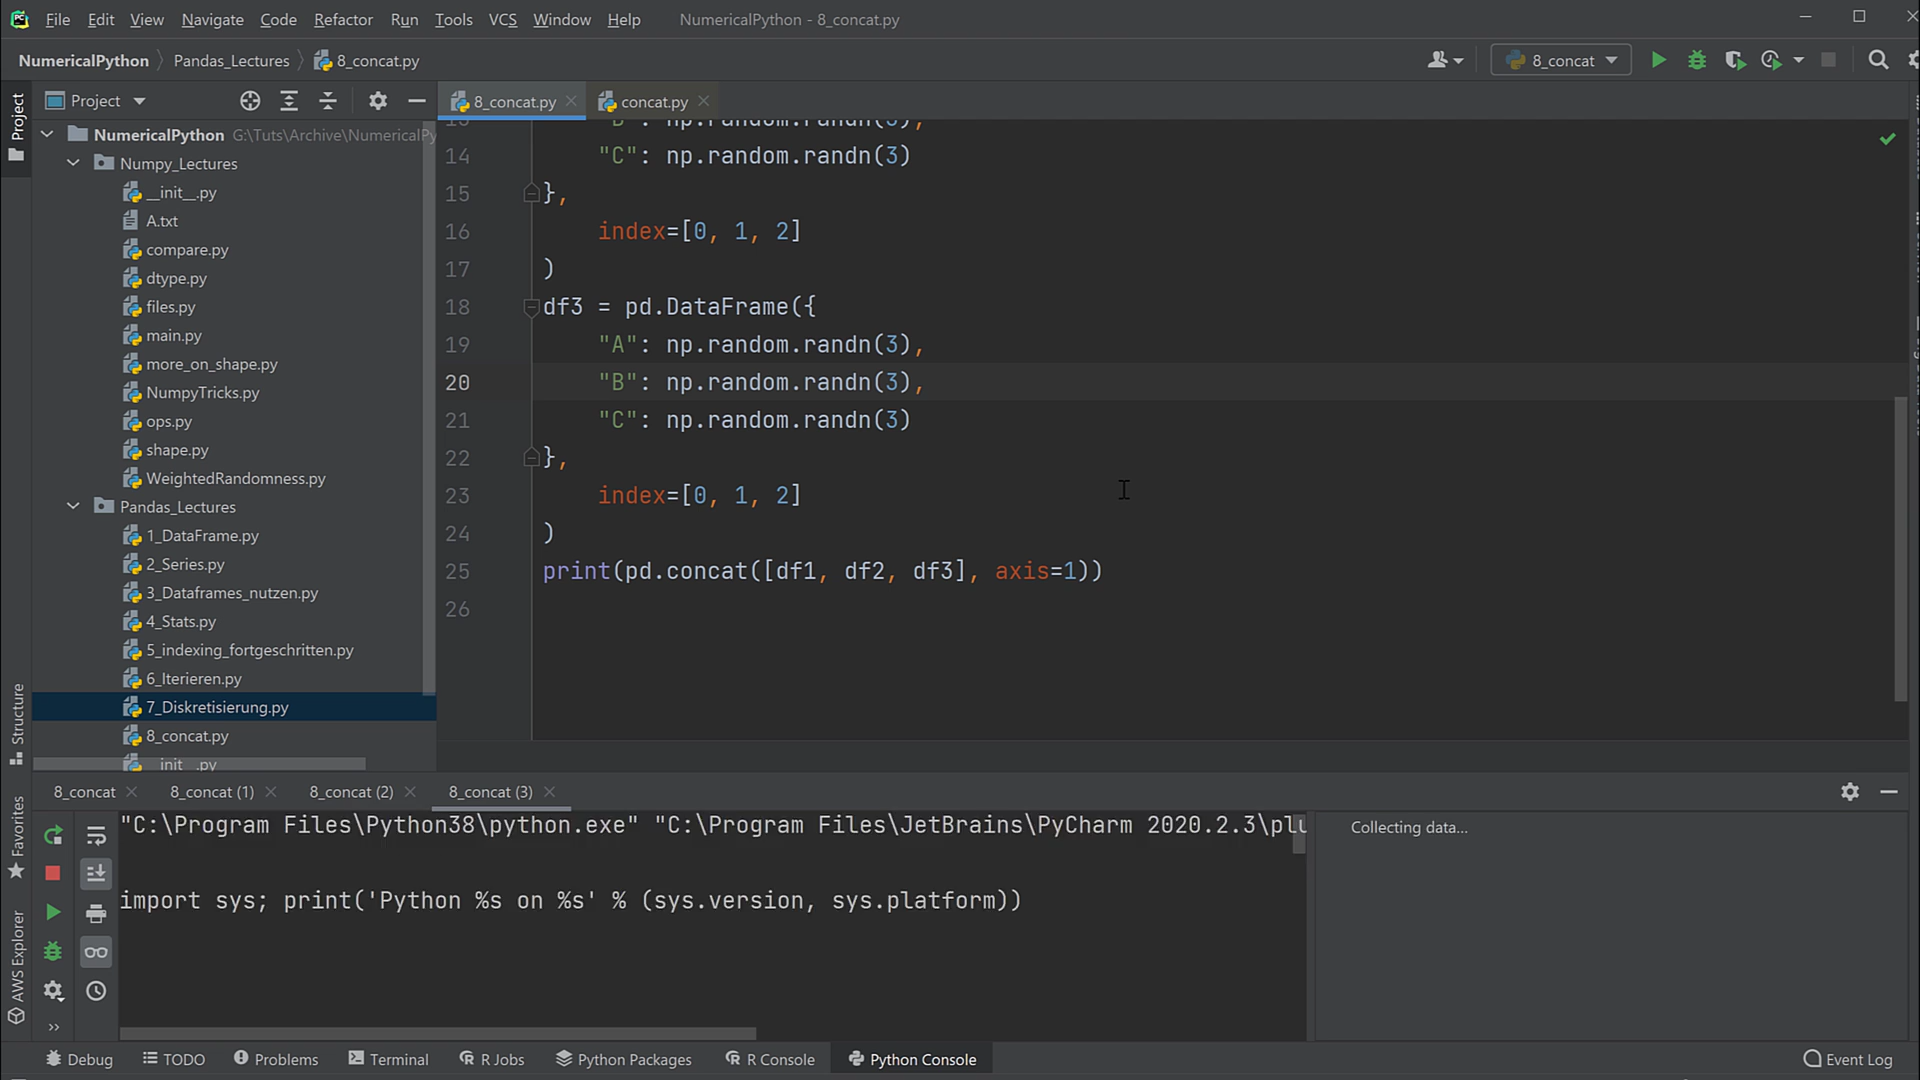 File Edit View Navigate Code Refactor Run Tools VCS Window Help NumericalPython - 8_concat.py
NumericalPython Pandas_Lectures 8_concat.py 8_concat
Project
Project
8_concat.py
concat.py
NumericalPython G:\Tuts\Archive\NumericalPy
Numpy_Lectures
__init__.py
A.txt
compare.py
dtype.py
files.py
main.py
more_on_shape.py
NumpyTricks.py
ops.py
shape.py
WeightedRandomness.py
Pandas_Lectures
1_DataFrame.py
2_Series.py
3_Dataframes_nutzen.py
4_Stats.py
5_indexing_fortgeschritten.py
6_Iterieren.py
7_Diskretisierung.py
8_concat.py
__init__.py
Structure
Favorites
AWS Explorer
13 "B": np.random.randn(3),
14 "C": np.random.randn(3)
15 },
16 index=[0, 1, 2]
17 )
18 df3 = pd.DataFrame({
19 "A": np.random.randn(3),
20 "B": np.random.randn(3),
21 "C": np.random.randn(3)
22 },
23 index=[0, 1, 2]
24 )
25 print(pd.concat([df1, df2, df3], axis=1))
26
8_concat 8_concat (1) 8_concat (2) 8_concat (3)
"C:\Program Files\Python38\python.exe" "C:\Program Files\JetBrains\PyCharm 2020.2.3\plu
import sys; print('Python %s on %s' % (sys.version, sys.platform))
Collecting data...
Debug TODO Problems Terminal R Jobs Python Packages R Console Python Console Event Log